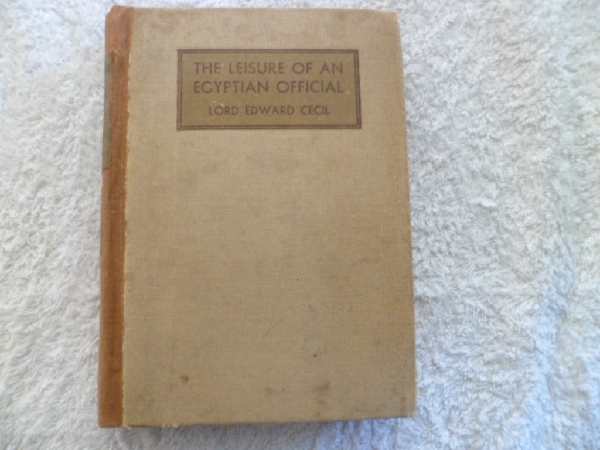 THE LEISURE OF AN
EGYPTIAN OFFICIAL
LORD EDWARD CECIL